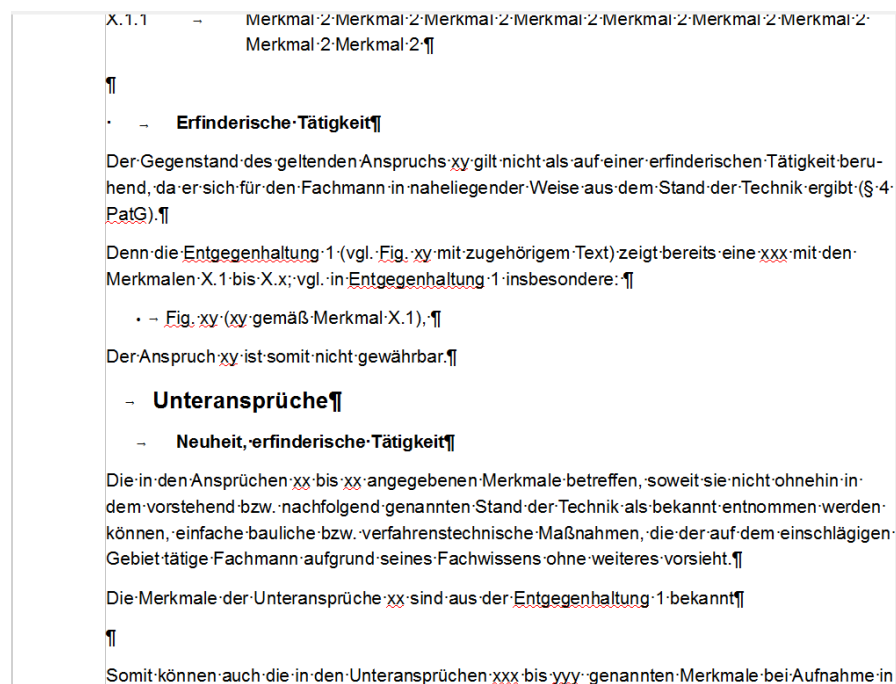 X.1.1 → Merkmal·2·Merkmal·2·Merkmal·2·Merkmal·2·Merkmal·2·Merkmal·2·Merkmal·2·
Merkmal·2·Merkmal·2·¶
¶
· → Erfinderische·Tätigkeit¶
Der·Gegenstand·des·geltenden·Anspruchs·xy·gilt·nicht·als·auf·einer·erfinderischen·Tätigkeit·beru-
hend,·da·er·sich·für·den·Fachmann·in·naheliegender·Weise·aus·dem·Stand·der·Technik·ergibt·(§·4·
PatG).¶
Denn·die·Entgegenhaltung·1·(vgl.·Fig.·xy·mit·zugehörigem·Text)·zeigt·bereits·eine·xxx·mit·den·
Merkmalen·X.1·bis·X.x;·vgl.·in·Entgegenhaltung·1·insbesondere:·¶
• → Fig.·xy·(xy·gemäß·Merkmal·X.1),·¶
Der·Anspruch·xy·ist·somit·nicht·gewährbar.¶
→ Unteransprüche¶
→ Neuheit,·erfinderische·Tätigkeit¶
Die·in·den·Ansprüchen·xx·bis·xx·angegebenen·Merkmale·betreffen,·soweit·sie·nicht·ohnehin·in·
dem·vorstehend·bzw.·nachfolgend·genannten·Stand·der·Technik·als·bekannt·entnommen·werden·
können,·einfache·bauliche·bzw.·verfahrenstechnische·Maßnahmen,·die·der·auf·dem·einschlägigen·
Gebiet·tätige·Fachmann·aufgrund·seines·Fachwissens·ohne·weiteres·vorsieht.¶
Die·Merkmale·der·Unteransprüche·xx·sind·aus·der·Entgegenhaltung·1·bekannt¶
¶
Somit·können·auch·die·in·den·Unteransprüchen·xxx·bis·yyy··genannten·Merkmale·bei·Aufnahme·in